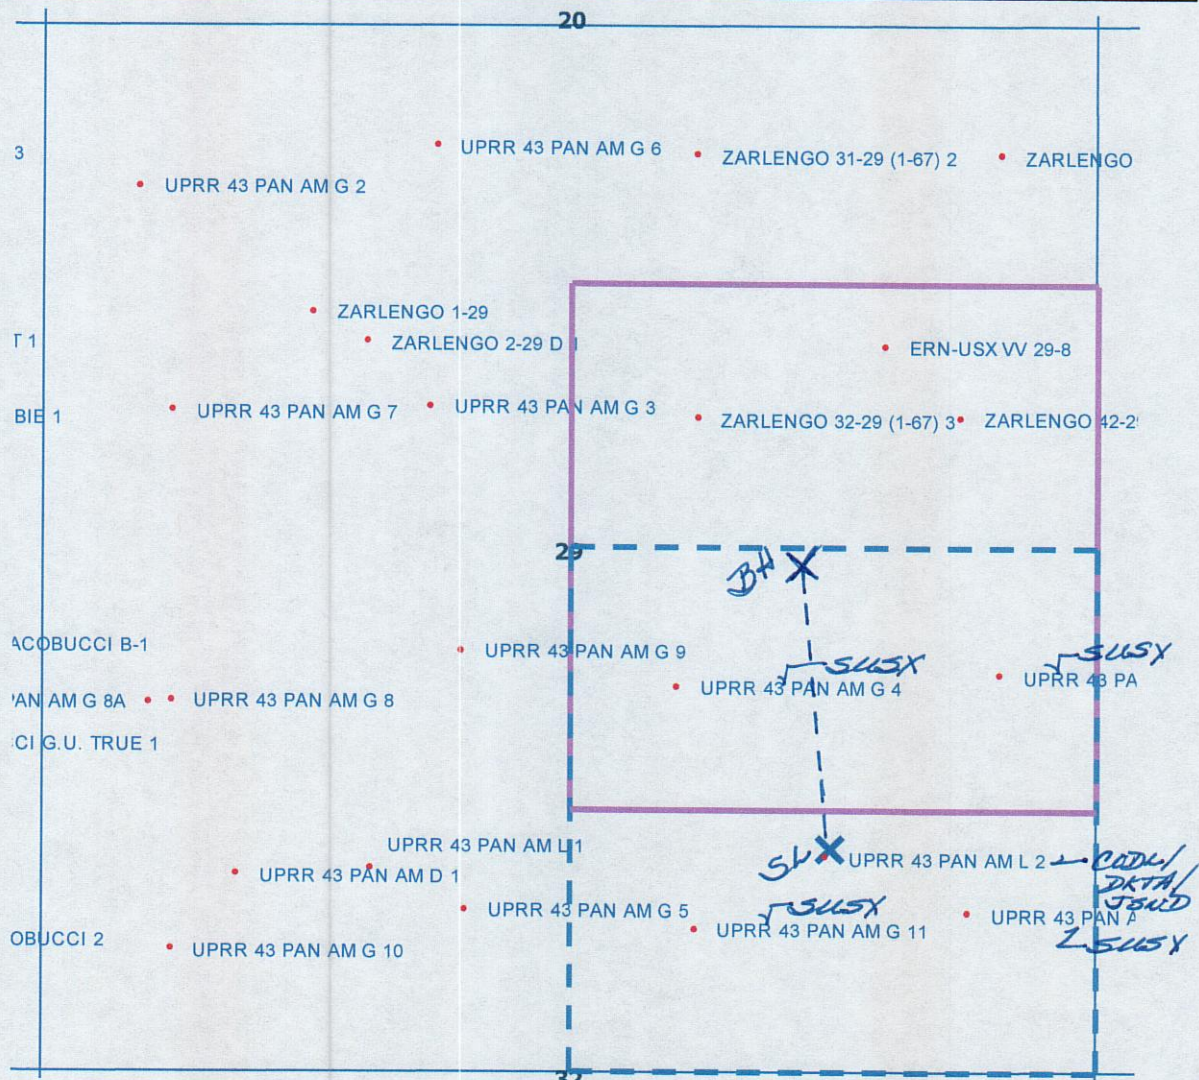 20
3
UPRR 43 PAN AM G 6
ZARLENGO 31-29 (1-67) 2
ZARLENGO
UPRR 43 PAN AM G 2
ZARLENGO 1-29
T 1
ZARLENGO 2-29 D 1
ERN-USX VV 29-8
BIE 1
UPRR 43 PAN AM G 7
UPRR 43 PAN AM G 3
ZARLENGO 32-29 (1-67) 3
ZARLENGO 42-2
29
BH
ACOBUCCI B-1
UPRR 43 PAN AM G 9
SUSX
SUSX
UPRR 43 PAN AM G 4
UPRR 43 PA
PAN AM G 8A
UPRR 43 PAN AM G 8
CI G.U. TRUE 1
UPRR 43 PAN AM L 1
UPRR 43 PAN AM D 1
UPRR 43 PAN AM L 2
CODL/
DKTA/
JSND
UPRR 43 PAN AM G 5
SUSX
UPRR 43 PAN A
OBUCCI 2
UPRR 43 PAN AM G 11
SUSX
UPRR 43 PAN AM G 10
32